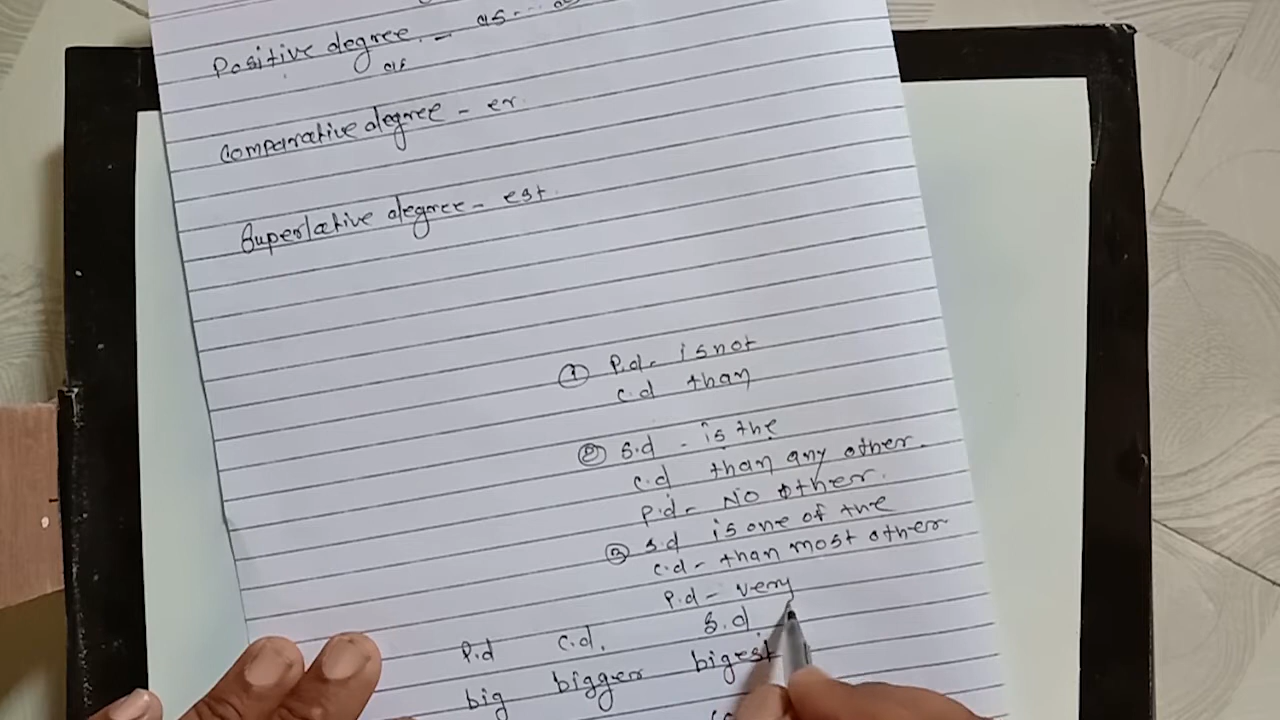 Positive degree. - as...
as
Comparative degree - er.
Superlative degree - est.
① P.d - is not
c.d than
② S.d - is the
c.d than any other.
P.d - No other.
③ S.d is one of the
c.d - than most other
P.d - very
P.d c.d. S.d
big bigger bigest